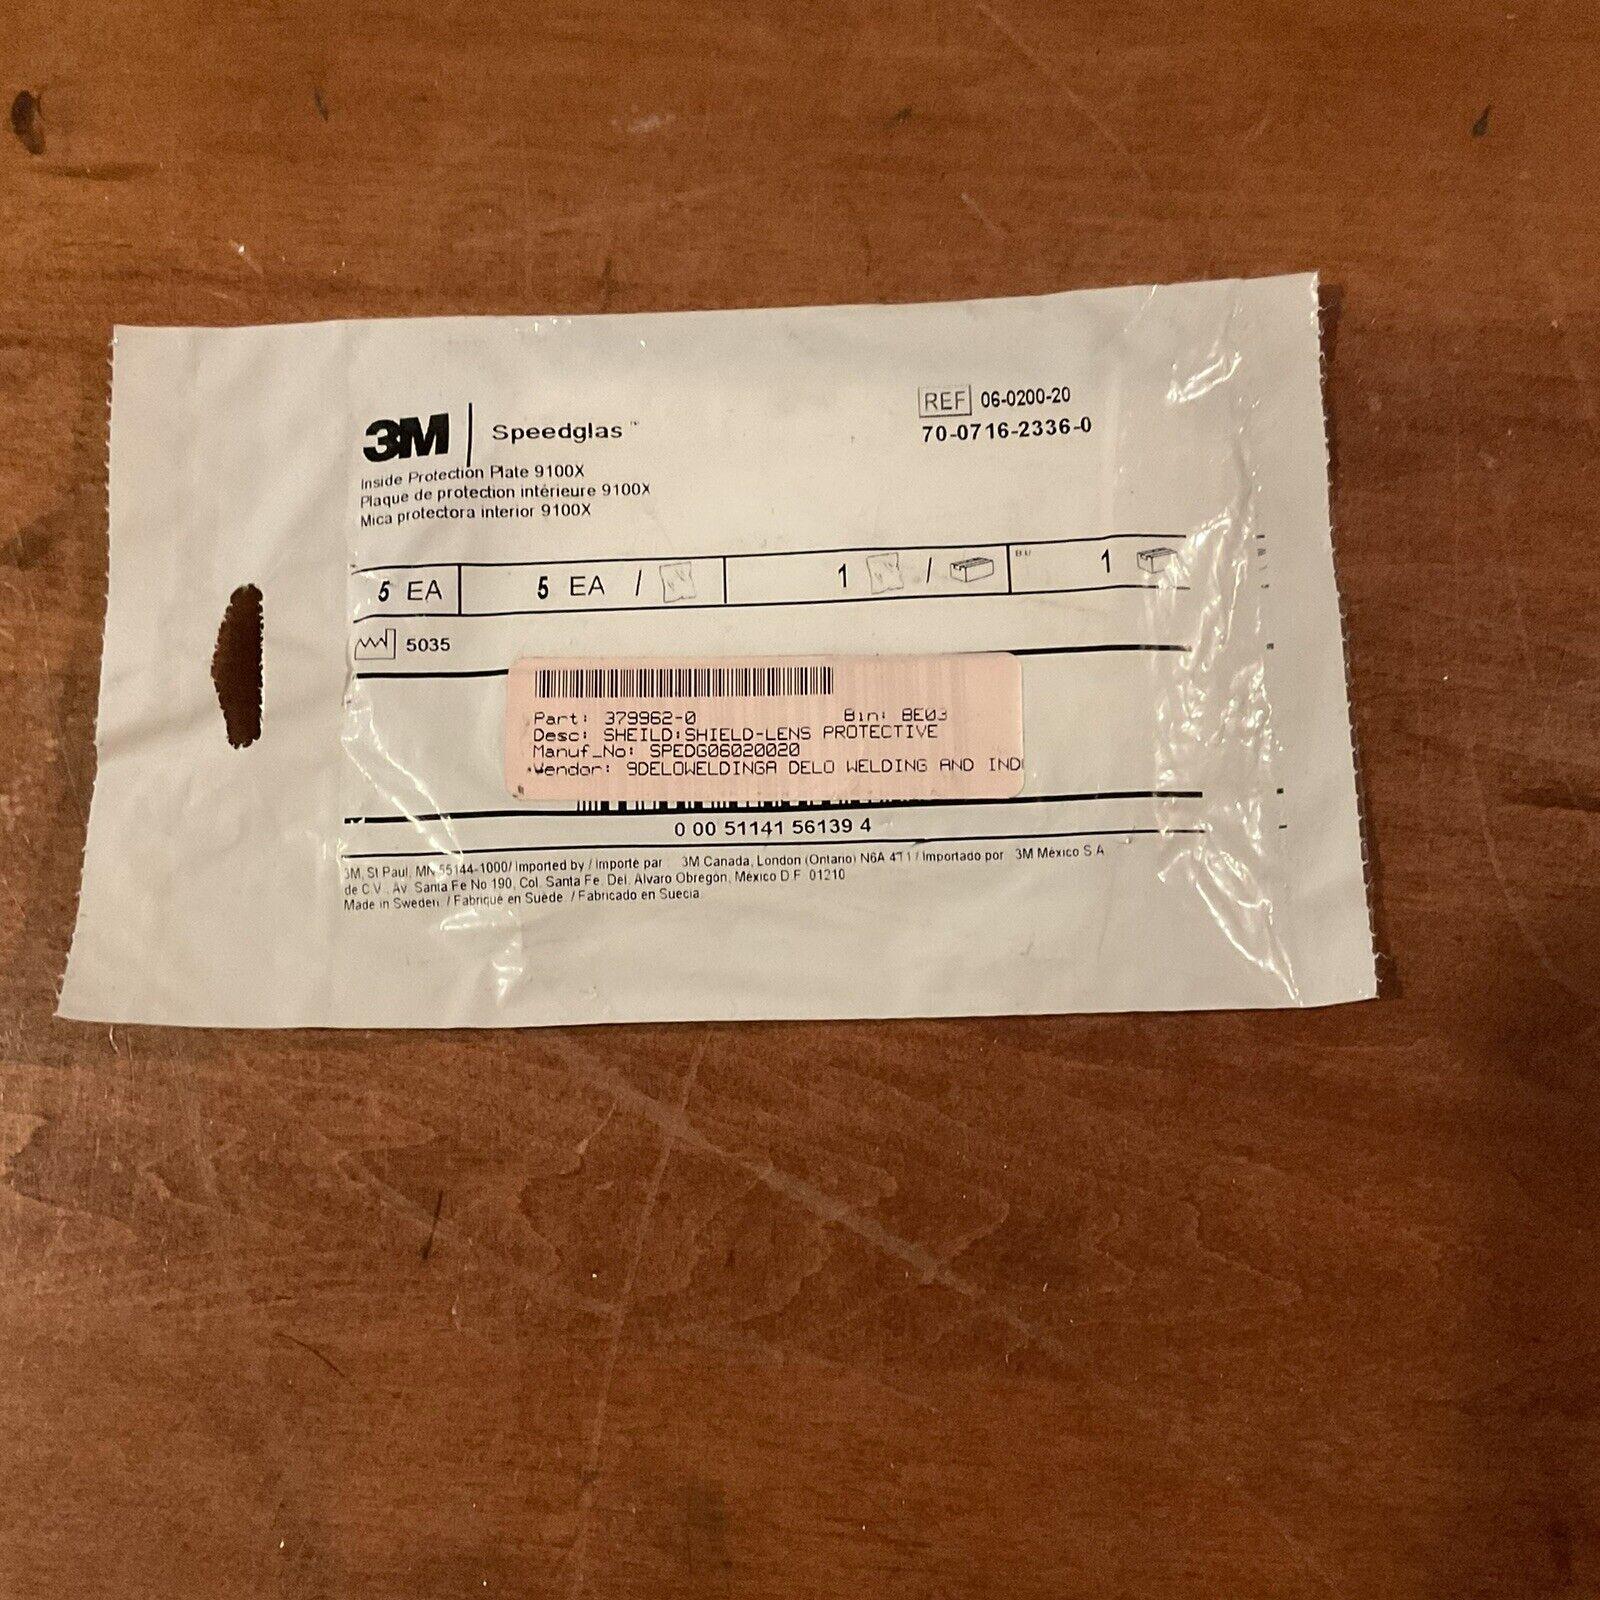 3M Speedglas™
REF 06-0200-20
70-0716-2336-0
Inside Protection Plate 9100X
Plaque de protection intérieure 9100X
Mica protectora interior 9100X
5 EA 5 EA / 1 / BU 1
5035
Part: 379962-0 Bin: BE03
Desc: SHEILD:SHIELD-LENS PROTECTIVE
Manuf_No: SPEDG06020020
Vendor: 9DELOWELDINGA DELO WELDING AND IND
0 00 51141 56139 4
3M, St Paul, MN 55144-1000/ Imported by / Importé par 3M Canada, London (Ontario) N6A 4T1 / Importado por 3M México S A
de C.V., Av. Santa Fe No 190, Col. Santa Fe, Del. Alvaro Obregón, México D F 01210
Made in Sweden / Fabriqué en Suède / Fabricado en Suecia